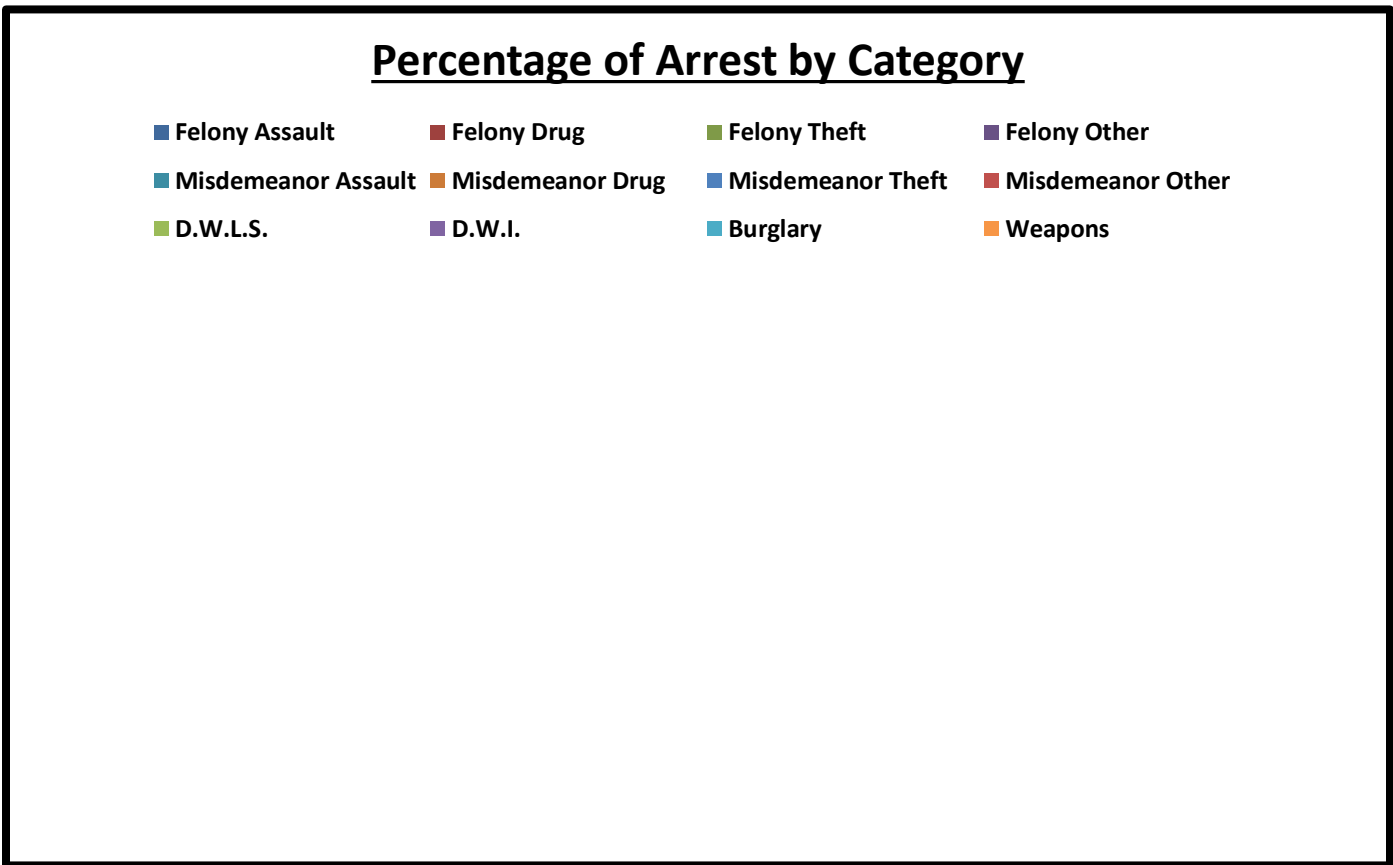 Percentage of Arrest by Category
Felony Assault Felony Drug Felony Theft Felony Other
Misdemeanor Assault Misdemeanor Drug Misdemeanor Theft Misdemeanor Other
D.W.L.S. D.W.I. Burglary Weapons